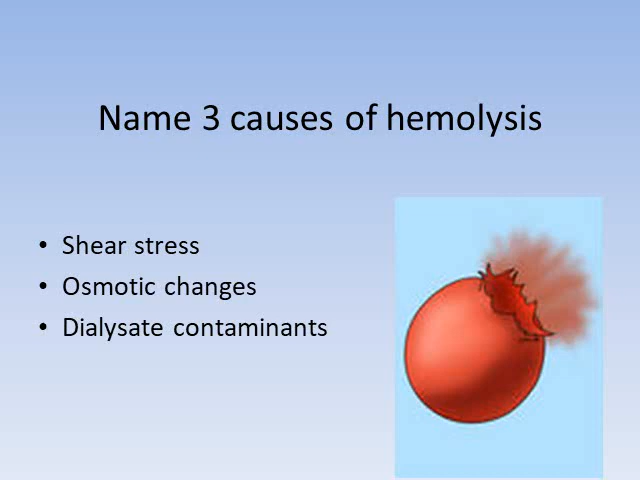 Name 3 causes of hemolysis
• Shear stress
• Osmotic changes
• Dialysate contaminants